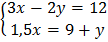 3x − 2y = 12
1,5x = 9 + y